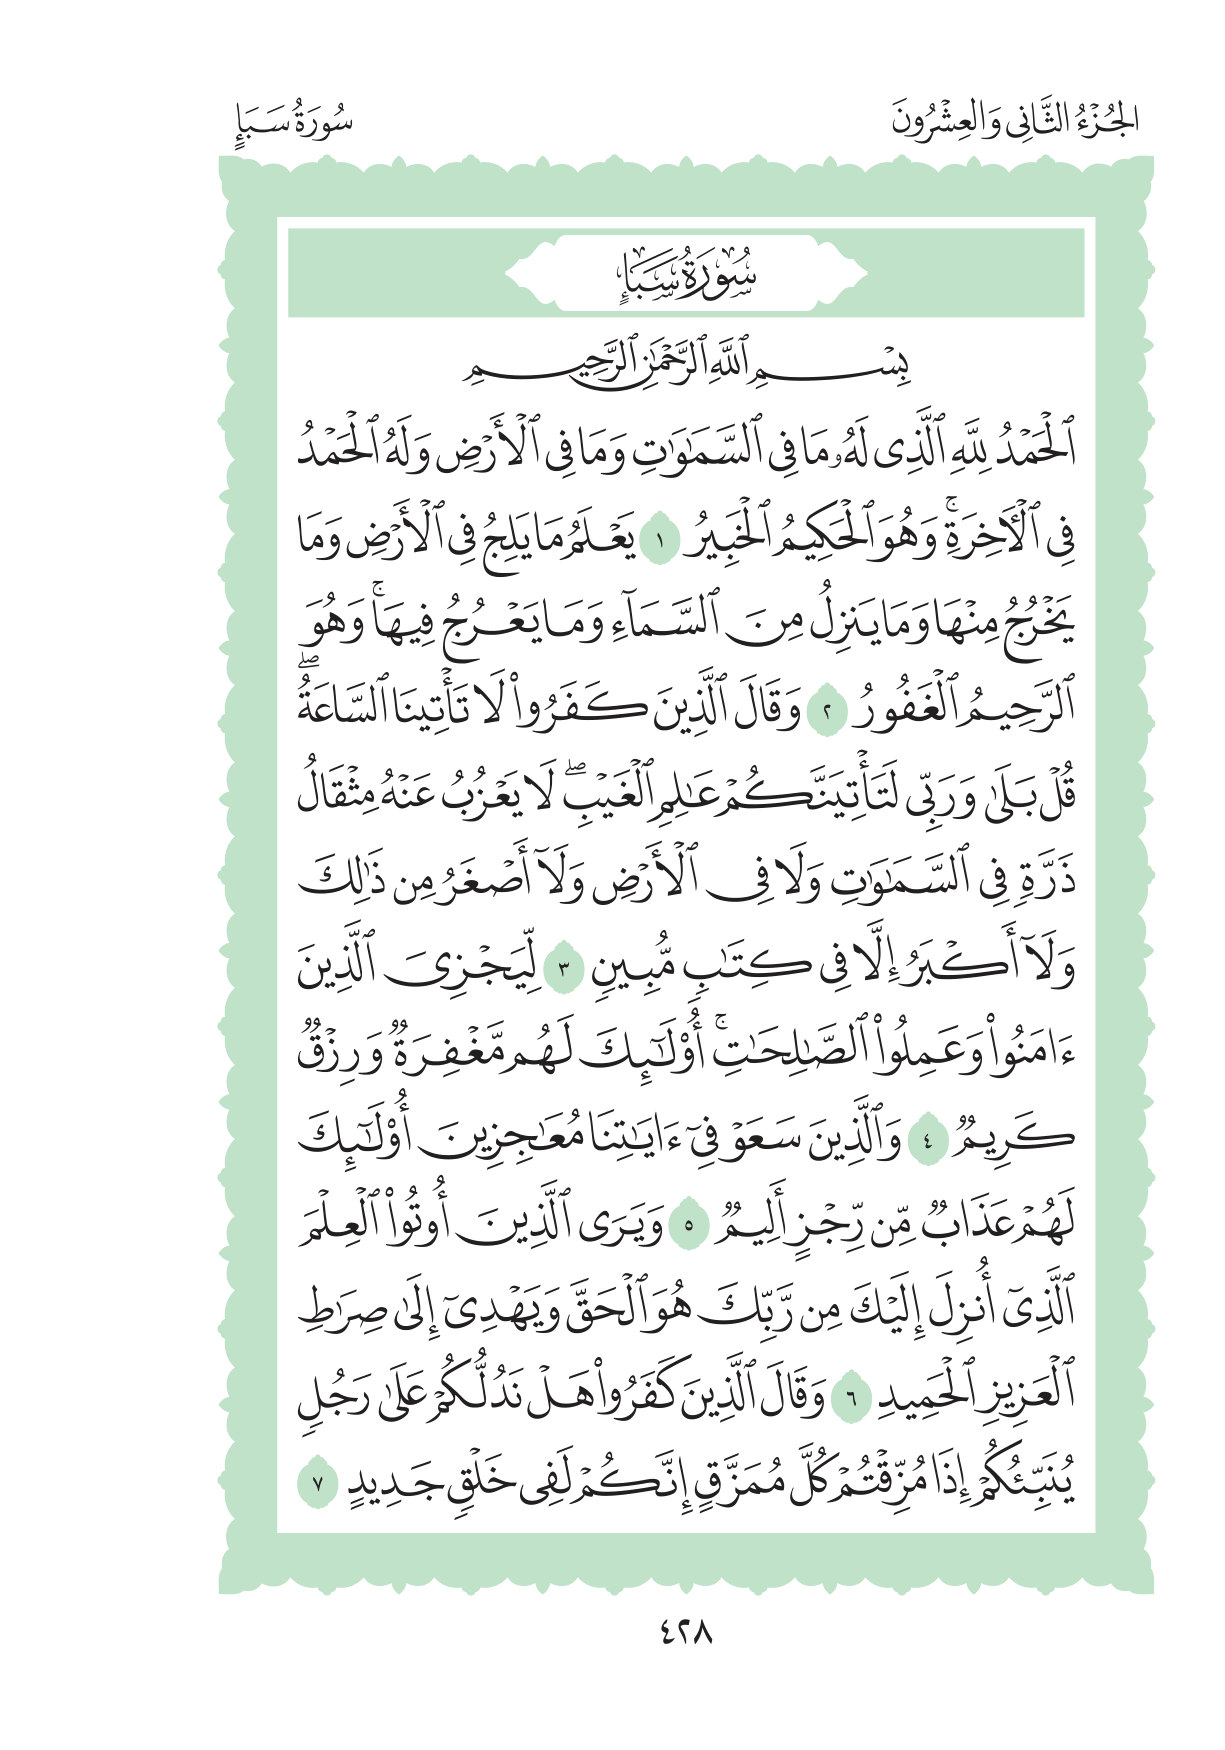 الجُزْءُ الثَّانِي وَالعِشْرُونَ
سُورَةُ سَبَإٍ
سُورَةُ سَبَإٍ
بِسْمِ ٱللَّهِ ٱلرَّحْمَٰنِ ٱلرَّحِيمِ
ٱلْحَمْدُ لِلَّهِ ٱلَّذِى لَهُۥ مَا فِى ٱلسَّمَٰوَٰتِ وَمَا فِى ٱلْأَرْضِ وَلَهُ ٱلْحَمْدُ
فِى ٱلْأَخِرَةِۚ وَهُوَ ٱلْحَكِيمُ ٱلْخَبِيرُ ١ يَعْلَمُ مَا يَلِجُ فِى ٱلْأَرْضِ وَمَا
يَخْرُجُ مِنْهَا وَمَا يَنزِلُ مِنَ ٱلسَّمَآءِ وَمَا يَعْرُجُ فِيهَاۚ وَهُوَ
ٱلرَّحِيمُ ٱلْغَفُورُ ٢ وَقَالَ ٱلَّذِينَ كَفَرُواْ لَا تَأْتِينَا ٱلسَّاعَةُۖ
قُلْ بَلَىٰ وَرَبِّى لَتَأْتِيَنَّكُمْ عَٰلِمِ ٱلْغَيْبِۖ لَا يَعْزُبُ عَنْهُ مِثْقَالُ
ذَرَّةٍ فِى ٱلسَّمَٰوَٰتِ وَلَا فِى ٱلْأَرْضِ وَلَآ أَصْغَرُ مِن ذَٰلِكَ
وَلَآ أَكْبَرُ إِلَّا فِى كِتَٰبٍ مُّبِينٍ ٣ لِّيَجْزِىَ ٱلَّذِينَ
ءَامَنُواْ وَعَمِلُواْ ٱلصَّٰلِحَٰتِۚ أُوْلَٰٓئِكَ لَهُم مَّغْفِرَةٌ وَرِزْقٌ
كَرِيمٌ ٤ وَٱلَّذِينَ سَعَوْ فِىٓ ءَايَٰتِنَا مُعَٰجِزِينَ أُوْلَٰٓئِكَ
لَهُمْ عَذَابٌ مِّن رِّجْزٍ أَلِيمٌ ٥ وَيَرَى ٱلَّذِينَ أُوتُواْ ٱلْعِلْمَ
ٱلَّذِىٓ أُنزِلَ إِلَيْكَ مِن رَّبِّكَ هُوَ ٱلْحَقَّ وَيَهْدِىٓ إِلَىٰ صِرَٰطِ
ٱلْعَزِيزِ ٱلْحَمِيدِ ٦ وَقَالَ ٱلَّذِينَ كَفَرُواْ هَلْ نَدُلُّكُمْ عَلَىٰ رَجُلٍ
يُنَبِّئُكُمْ إِذَا مُزِّقْتُمْ كُلَّ مُمَزَّقٍ إِنَّكُمْ لَفِى خَلْقٍ جَدِيدٍ ٧
٤٢٨